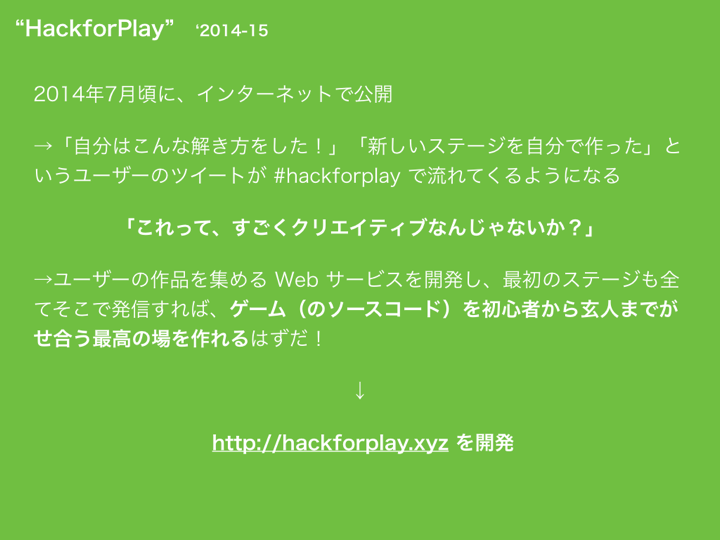 “HackforPlay” ‘2014-15
2014年7月頃に、インターネットで公開
→「自分はこんな解き方をした！」「新しいステージを自分で作った」と
いうユーザーのツイートが #hackforplay で流れてくるようになる
「これって、すごくクリエイティブなんじゃないか？」
→ユーザーの作品を集める Web サービスを開発し、最初のステージも全
てそこで発信すれば、ゲーム（のソースコード）を初心者から玄人までが
せ合う最高の場を作れるはずだ！
↓
http://hackforplay.xyz を開発